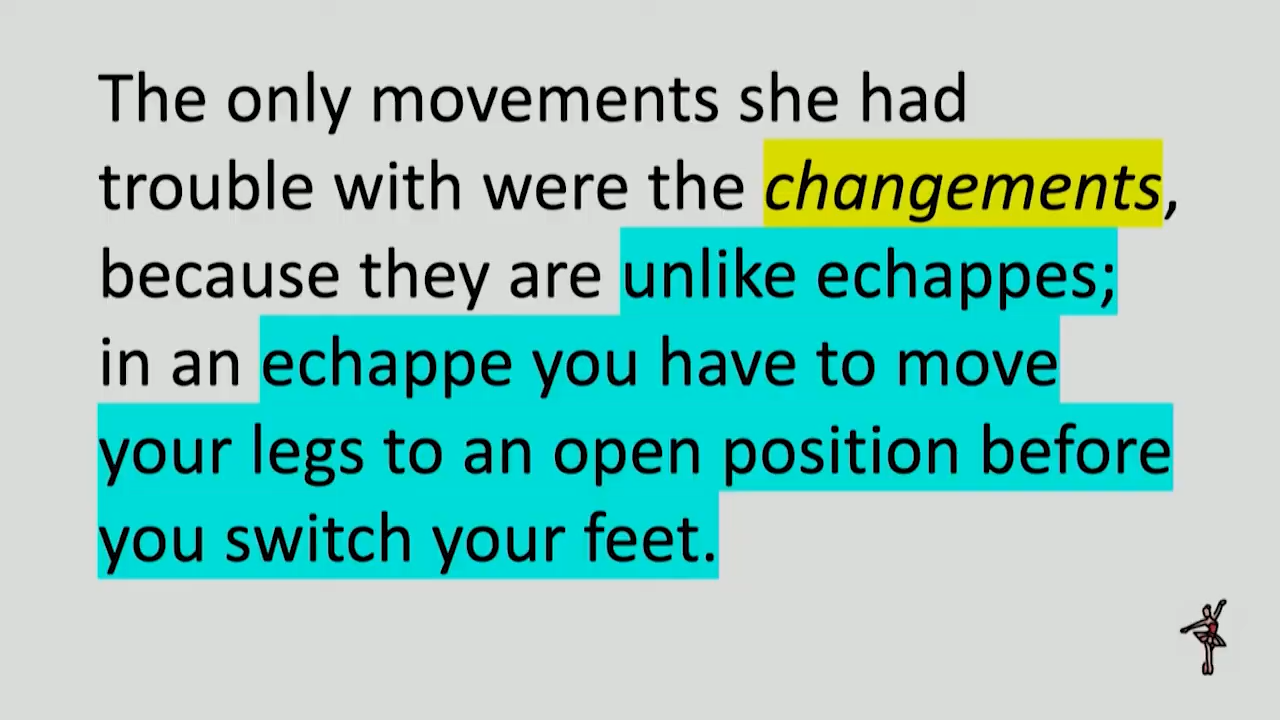 The only movements she had
trouble with were the changements,
because they are unlike echappes;
in an echappe you have to move
your legs to an open position before
you switch your feet.